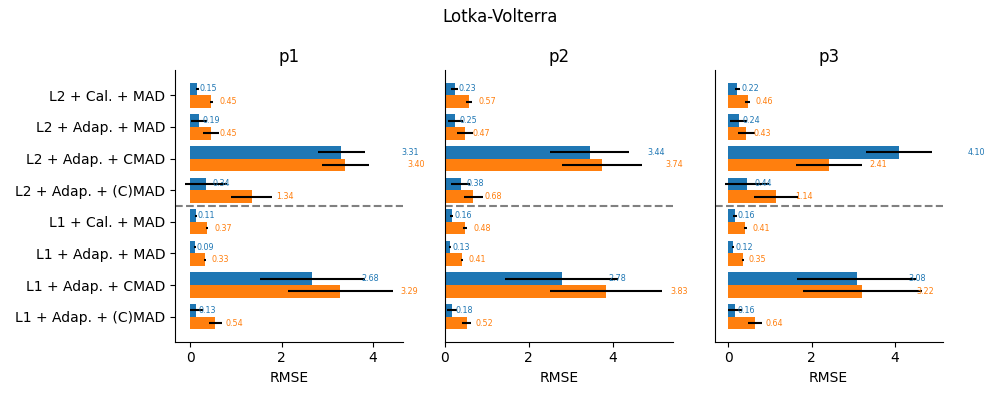 Lotka-Volterra
p1
p2
p3
L2 + Cal. + MAD
0.15
0.45
0.23
0.57
0.22
0.46
L2 + Adap. + MAD
0.19
0.45
0.25
0.47
0.24
0.43
L2 + Adap. + CMAD
3.31
3.40
3.44
3.74
4.10
2.41
L2 + Adap. + (C)MAD
0.34
1.34
0.38
0.68
0.44
1.14
L1 + Cal. + MAD
0.11
0.37
0.16
0.48
0.16
0.41
L1 + Adap. + MAD
0.09
0.33
0.13
0.41
0.12
0.35
L1 + Adap. + CMAD
2.68
3.29
2.78
3.83
3.08
3.22
L1 + Adap. + (C)MAD
0.13
0.54
0.18
0.52
0.16
0.64
0 2 4
0 2 4
0 2 4
RMSE
RMSE
RMSE